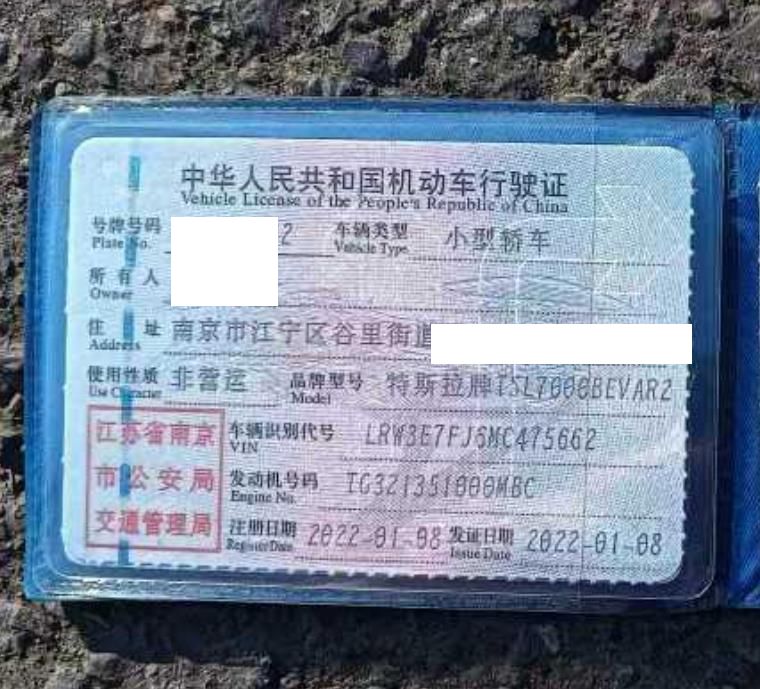 中华人民共和国机动车行驶证
Vehicle License of the People's Republic of China
号牌号码 2 车辆类型 小型轿车
Plate No. Vehicle Type
所有人
Owner
住址 南京市江宁区谷里街道
Address
使用性质 非营运 品牌型号 特斯拉牌TSL7000BEVAR2
Use Character Model
江苏省南京
市公安局
交通管理局
车辆识别代号 LRW3E7FJ6MC475662
VIN
发动机号码 TG321351000MBC
Engine No.
注册日期 2022-01-08 发证日期 2022-01-08
Register Date Issue Date